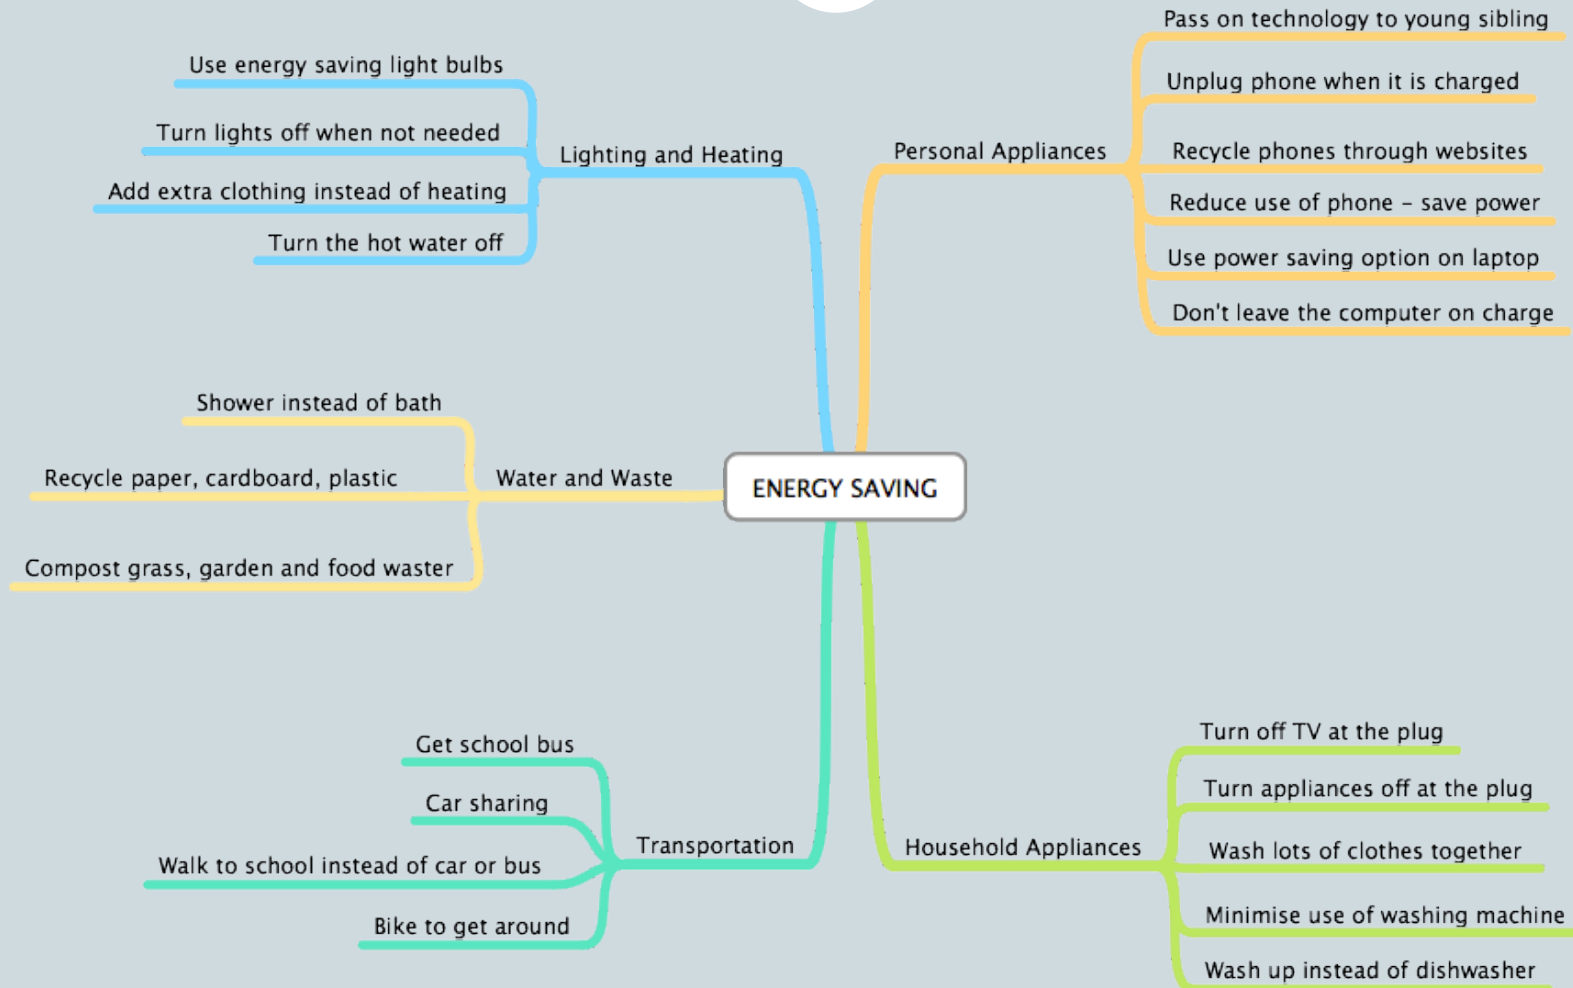 ENERGY SAVING
Lighting and Heating
Use energy saving light bulbs
Turn lights off when not needed
Add extra clothing instead of heating
Turn the hot water off
Water and Waste
Shower instead of bath
Recycle paper, cardboard, plastic
Compost grass, garden and food waster
Transportation
Get school bus
Car sharing
Walk to school instead of car or bus
Bike to get around
Personal Appliances
Pass on technology to young sibling
Unplug phone when it is charged
Recycle phones through websites
Reduce use of phone – save power
Use power saving option on laptop
Don't leave the computer on charge
Household Appliances
Turn off TV at the plug
Turn appliances off at the plug
Wash lots of clothes together
Minimise use of washing machine
Wash up instead of dishwasher